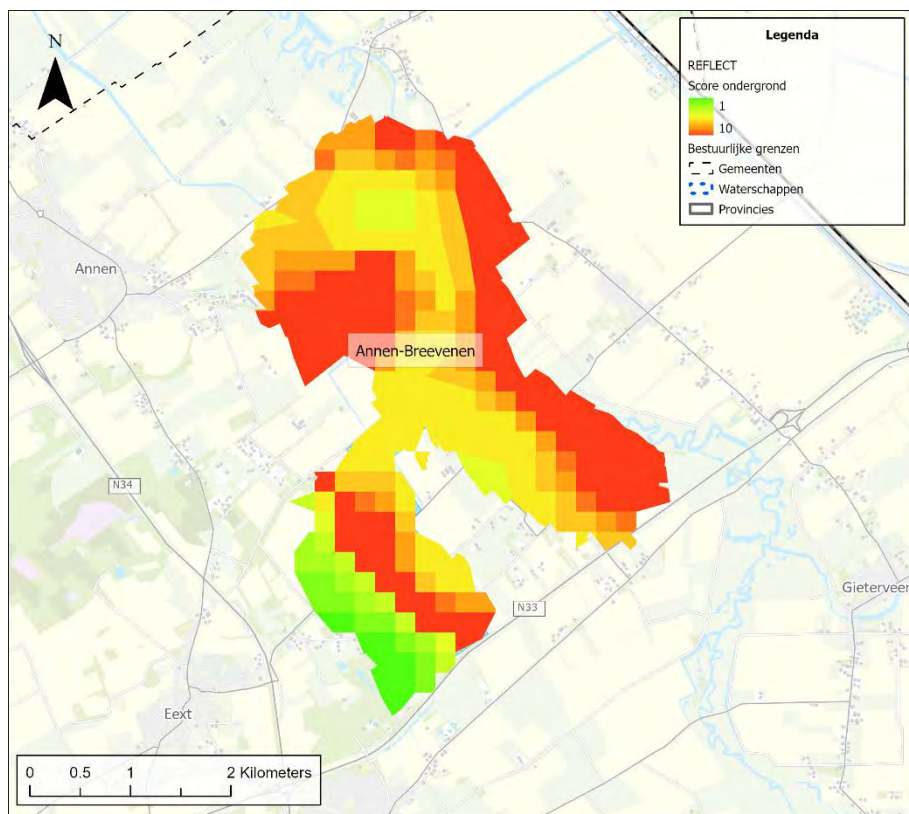 N
Legenda
REFLECT
Score ondergrond
1
10
Bestuurlijke grenzen
Gemeenten
Waterschappen
Provincies
Annen
Annen-Breevenen
N34
N33
Gieterveen
Eext
0 0.5 1 2 Kilometers